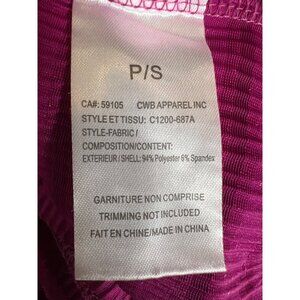 P/S
CA#: 59105 CWB APPAREL INC
STYLE ET TISSU: C1200-687A
STYLE-FABRIC /
COMPOSITION/CONTENT:
EXTERIEUR / SHELL: 94% Polyester 6% Spandex
GARNITURE NON COMPRISE
TRIMMING NOT INCLUDED
FAIT EN CHINE/MADE IN CHINA